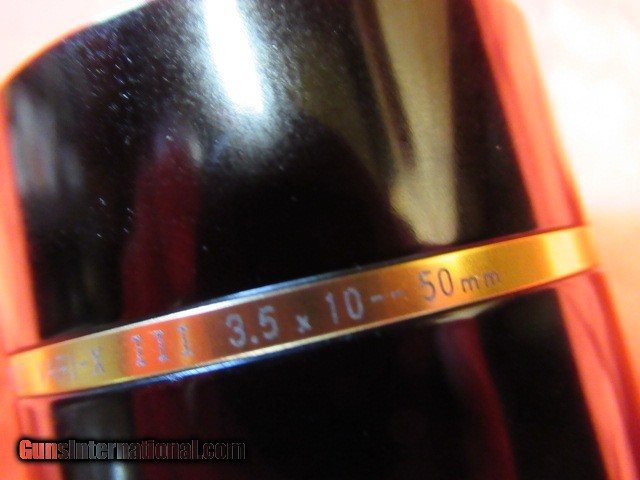 III 3.5 x 10-- 50mm
GunsInternational.com